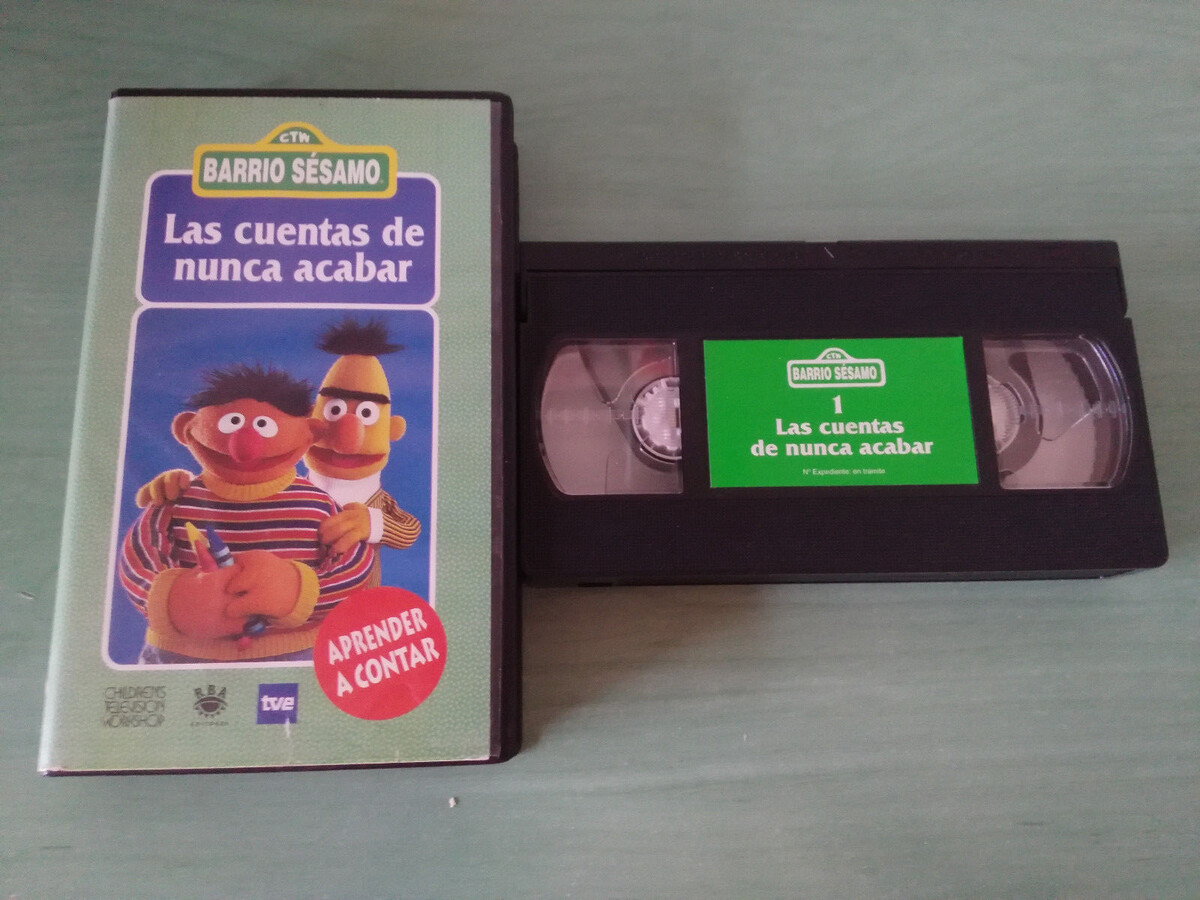 CTW
BARRIO SÉSAMO
Las cuentas de
nunca acabar
APRENDER
A CONTAR
CHILDREN'S
TELEVISION
WORKSHOP
RBA
tve
CTW
BARRIO SÉSAMO
1
Las cuentas
de nunca acabar
Nº Expediente: en trámite